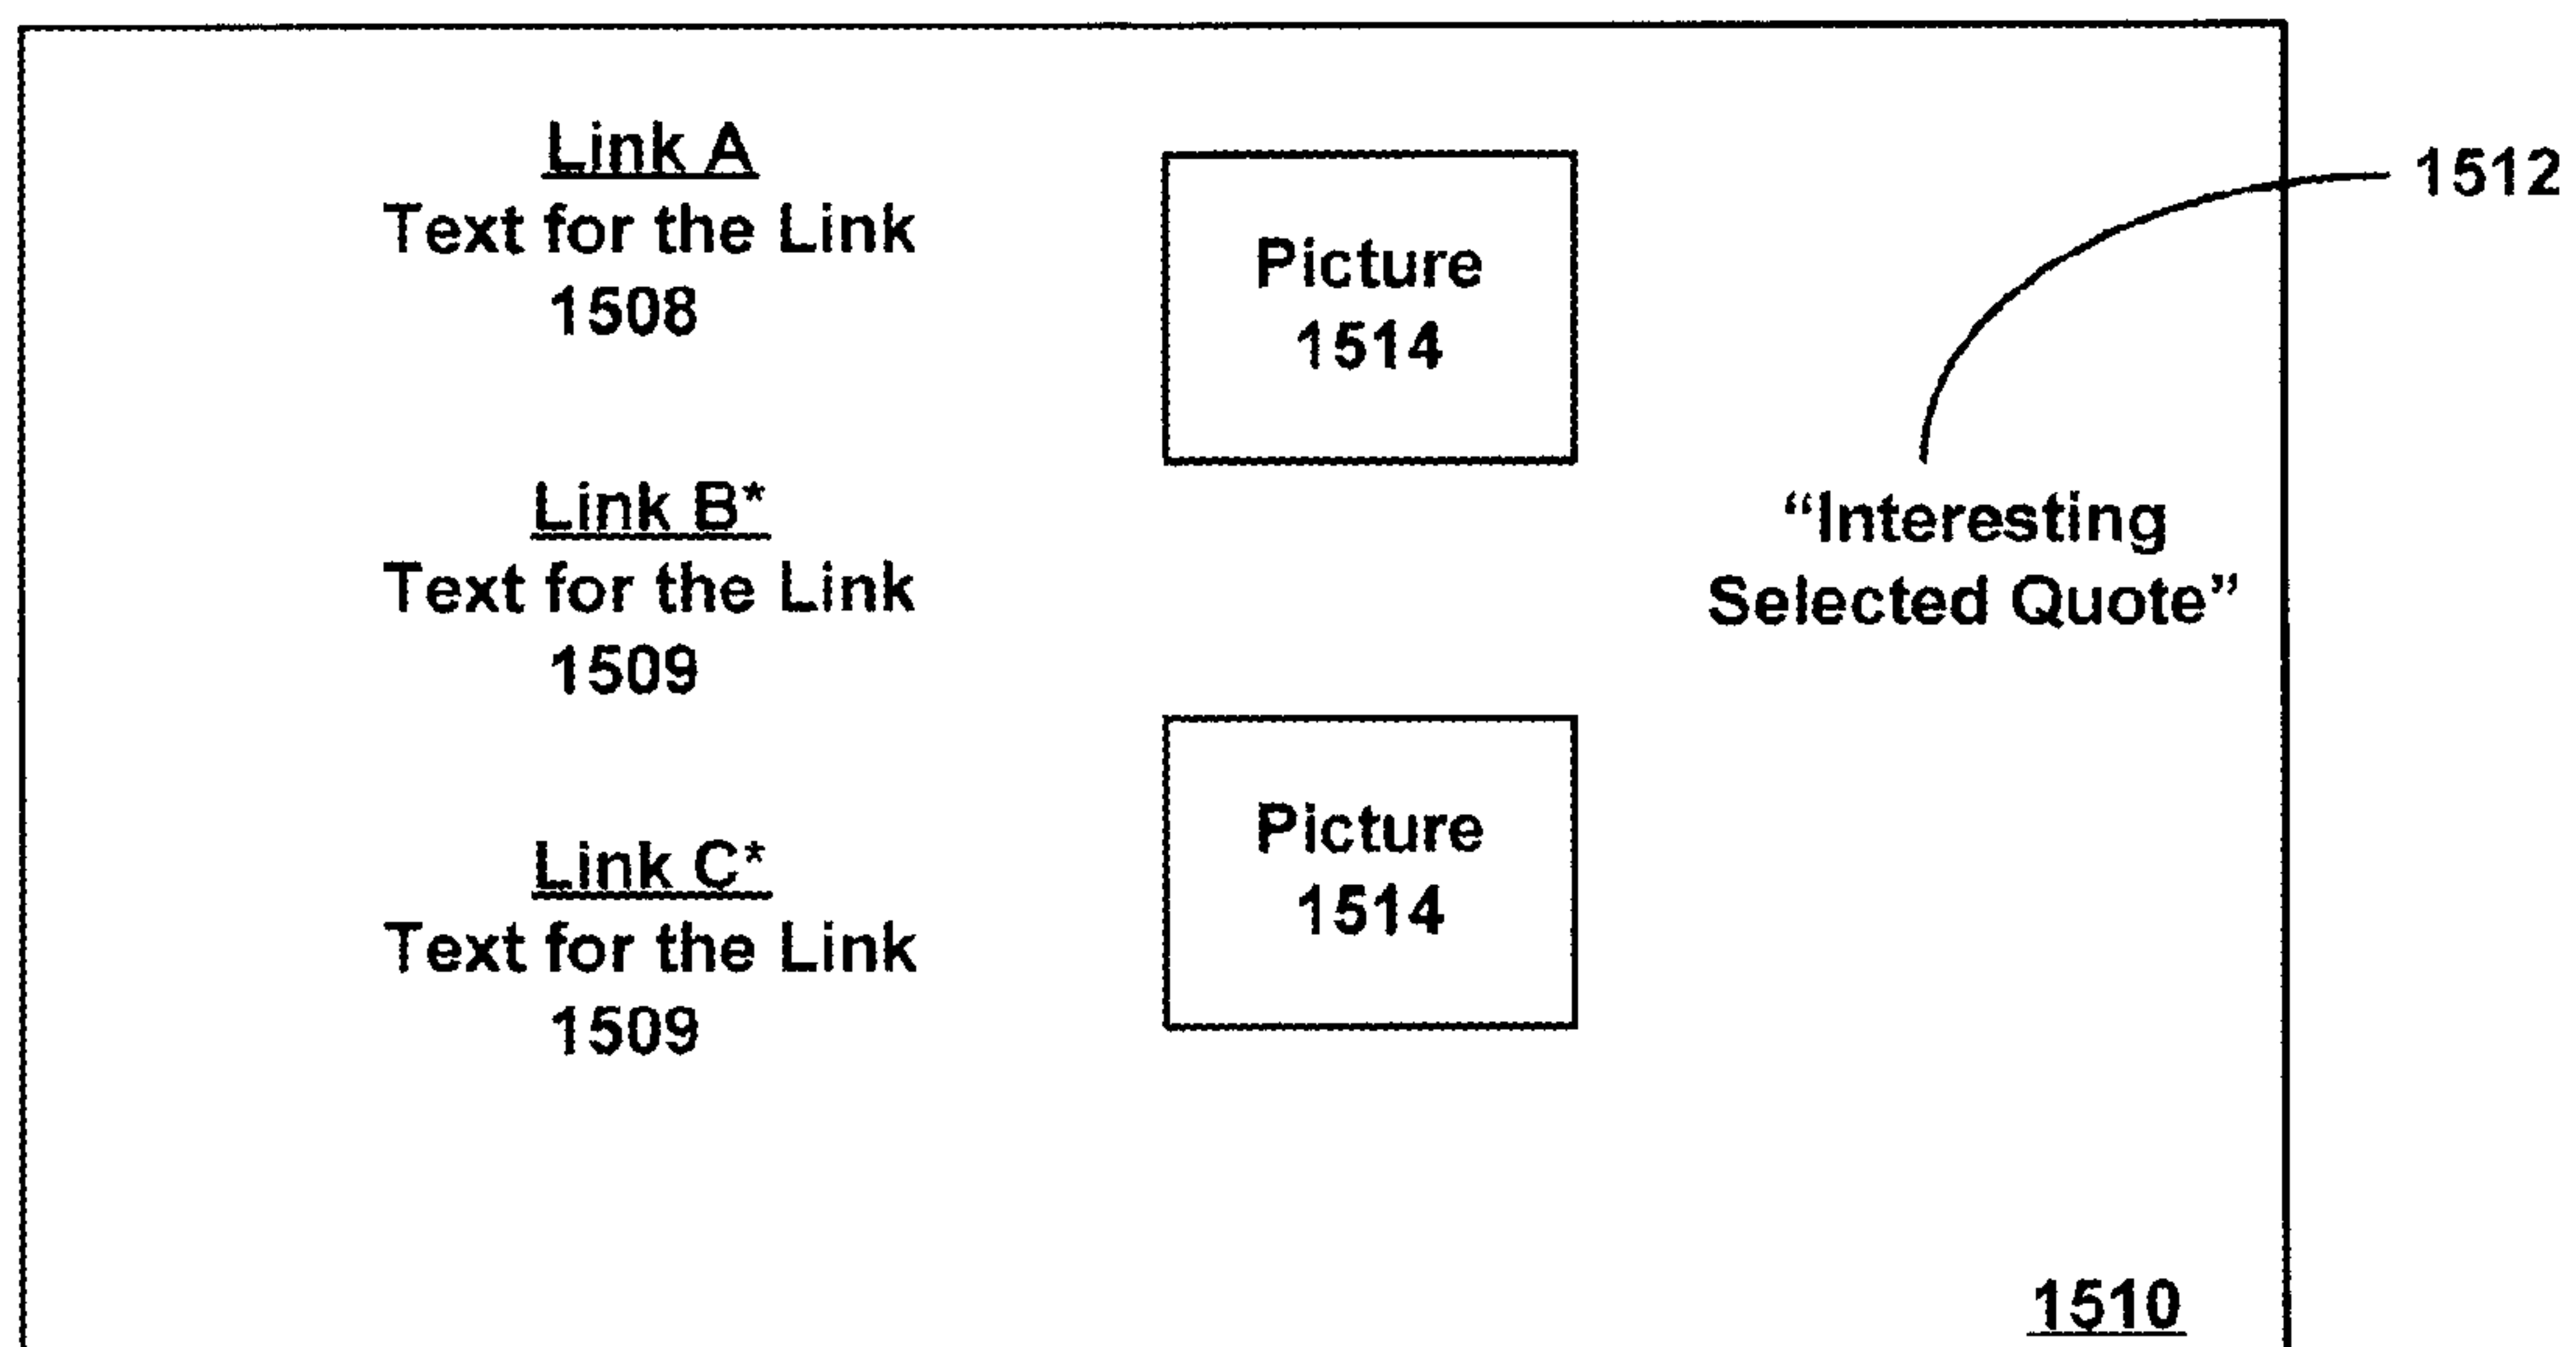 Link A
Text for the Link
1508
Link B*
Text for the Link
1509
Link C*
Text for the Link
1509
Picture
1514
Picture
1514
1512
“Interesting
Selected Quote”
1510